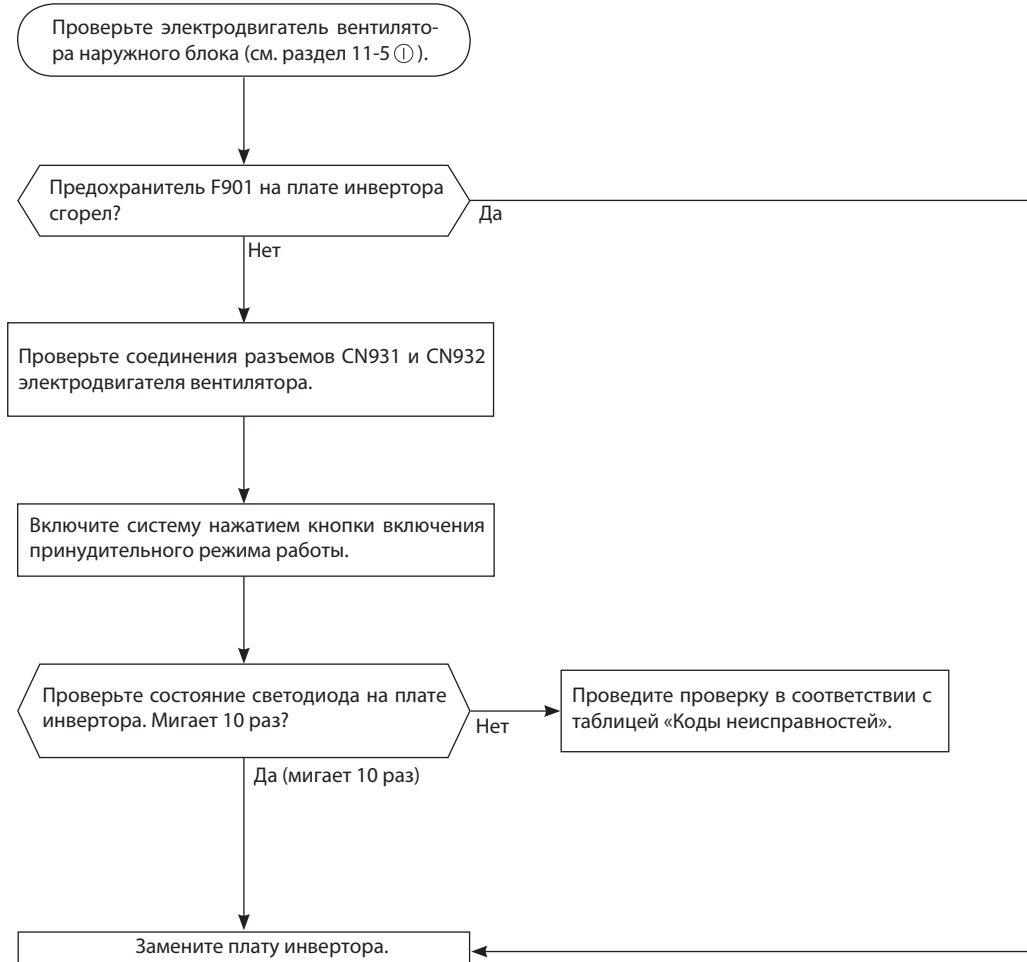 Проверьте электродвигатель вентилято-
ра наружного блока (см. раздел 11-5 Ⓘ ).
Предохранитель F901 на плате инвертора
сгорел?
Да
Нет
Проверьте соединения разъемов CN931 и CN932
электродвигателя вентилятора.
Включите систему нажатием кнопки включения
принудительного режима работы.
Проверьте состояние светодиода на плате
инвертора. Мигает 10 раз?
Нет
Проведите проверку в соответствии с
таблицей «Коды неисправностей».
Да (мигает 10 раз)
Замените плату инвертора.